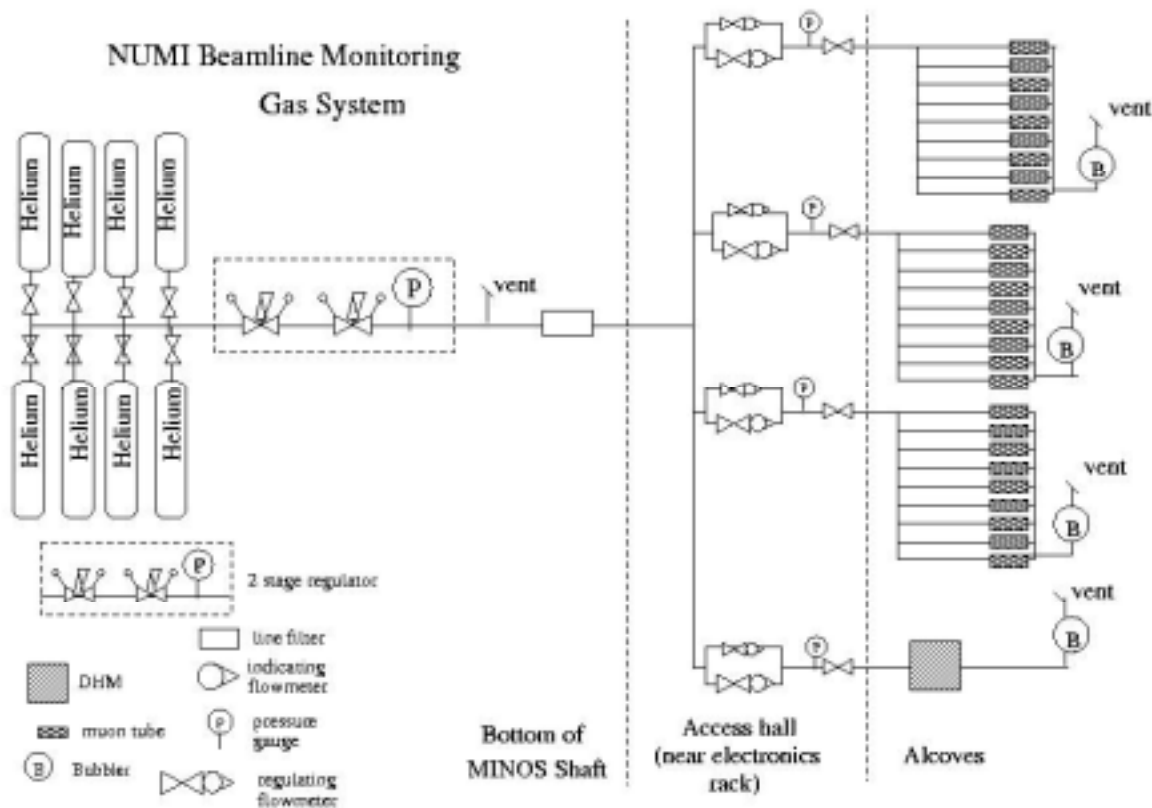 NUMI Beamline Monitoring
Gas System
Helium
Helium
Helium
Helium
Helium
Helium
Helium
Helium
P
vent
P
B
vent
P
B
vent
P
B
vent
P
B
vent
P
2 stage regulator
line filter
indicating
flowmeter
DHM
P
pressure
gauge
muon tube
B
Bubbler
regulating
flowmeter
Bottom of
MINOS Shaft
Access hall
(near electronics
rack)
Alcoves